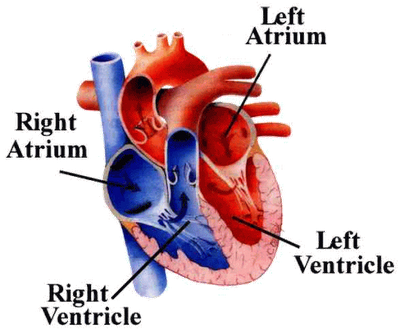 Left
Atrium
Right
Atrium
Left
Ventricle
Right
Ventricle